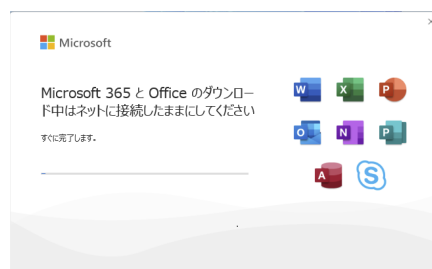 Microsoft
Microsoft 365 と Office のダウンロー
ド中はネットに接続したままにしてください
すぐに完了します。
W
X
P
O
N
P
A
S